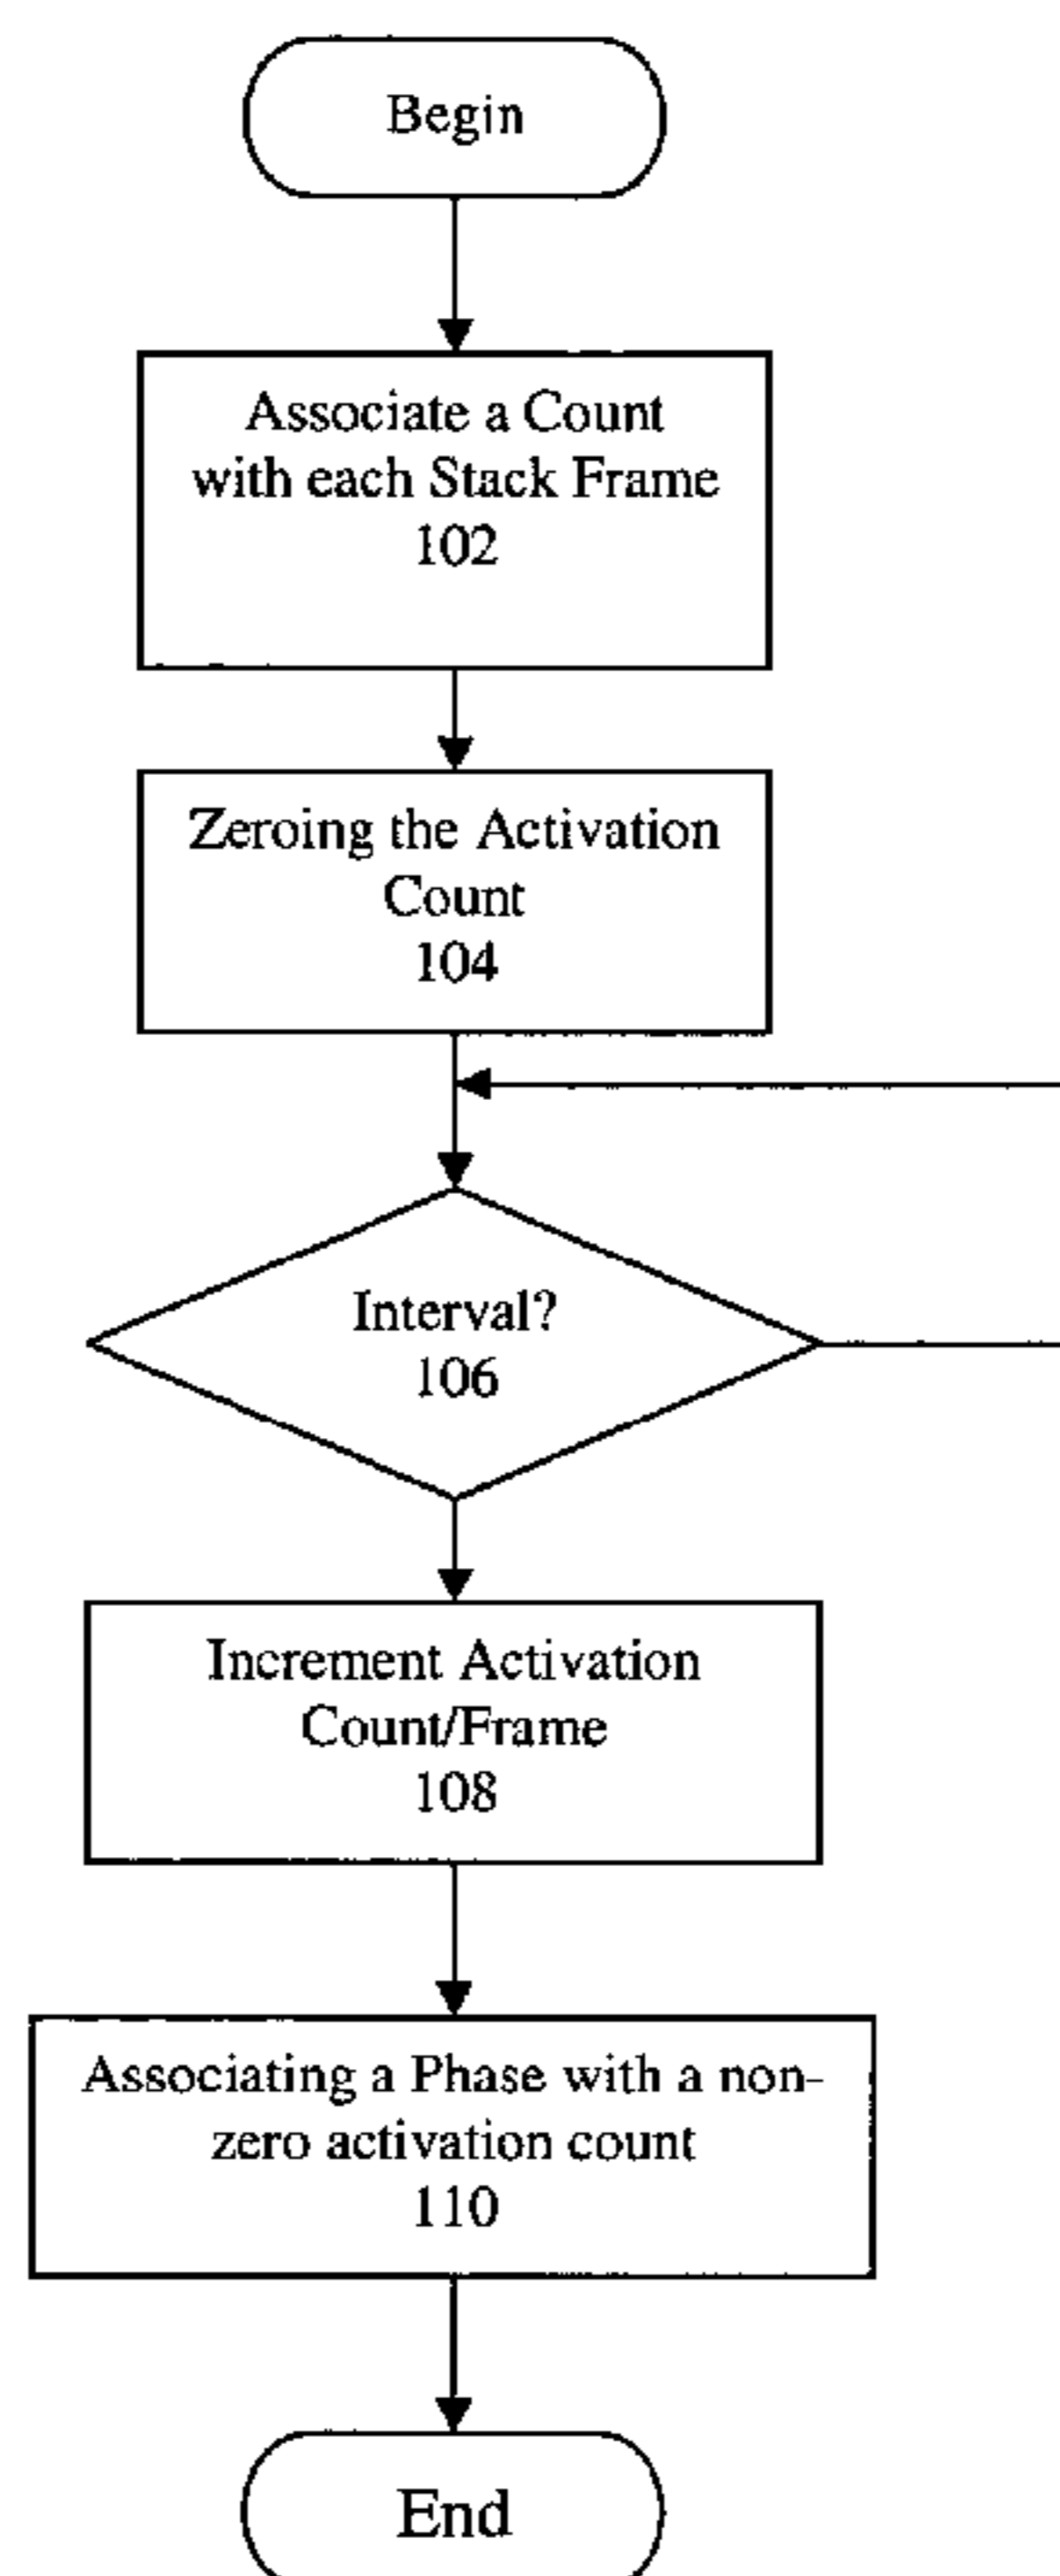 Begin
Associate a Count
with each Stack Frame
102
Zeroing the Activation
Count
104
Interval?
106
Increment Activation
Count/Frame
108
Associating a Phase with a non-
zero activation count
110
End